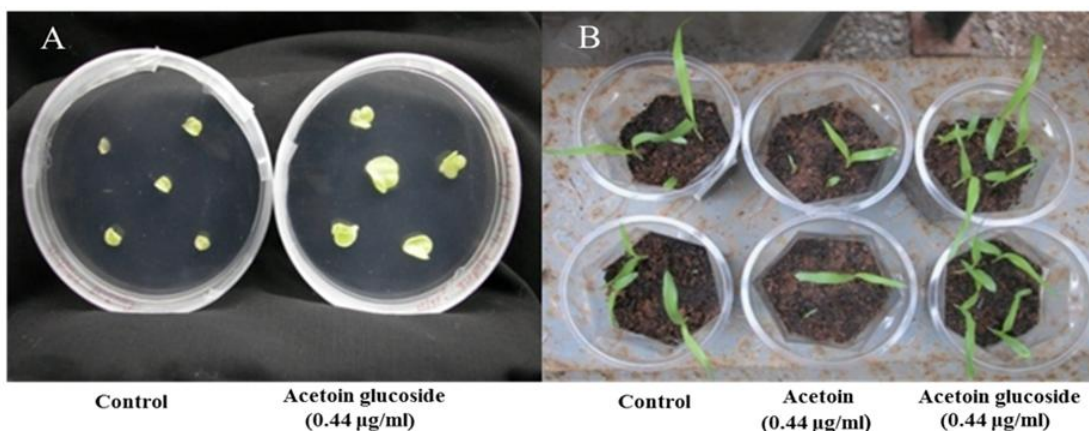 A
B
Control
Acetoin glucoside
(0.44 µg/ml)
Control
Acetoin
(0.44 µg/ml)
Acetoin glucoside
(0.44 µg/ml)